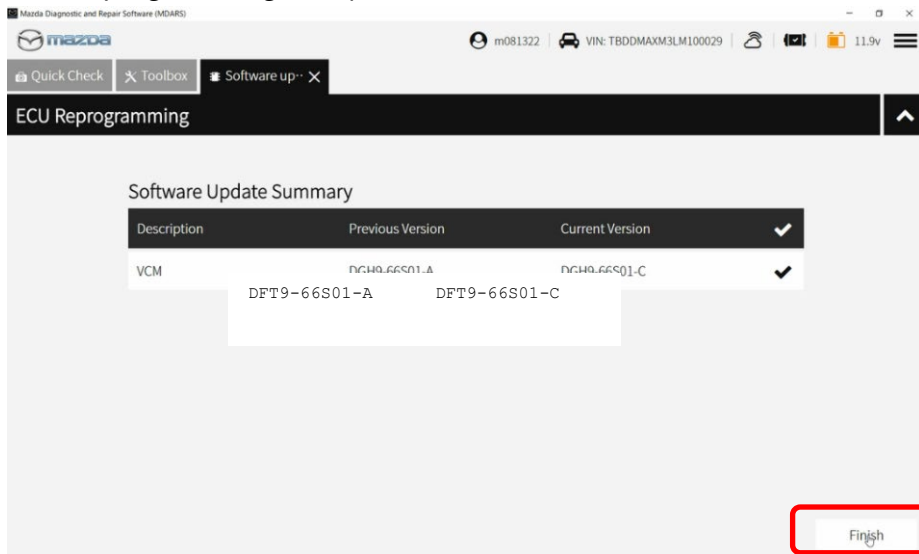 Mazda Diagnostic and Repair Software (MDARS)
mazda
m081322 VIN: TBDDMAXM3LM100029 11.9v
Quick Check Toolbox Software up··
ECU Reprogramming
Software Update Summary
Description Previous Version Current Version
VCM DGH9-66S01-A DGH9-66S01-C
DFT9-66S01-A DFT9-66S01-C
Finish